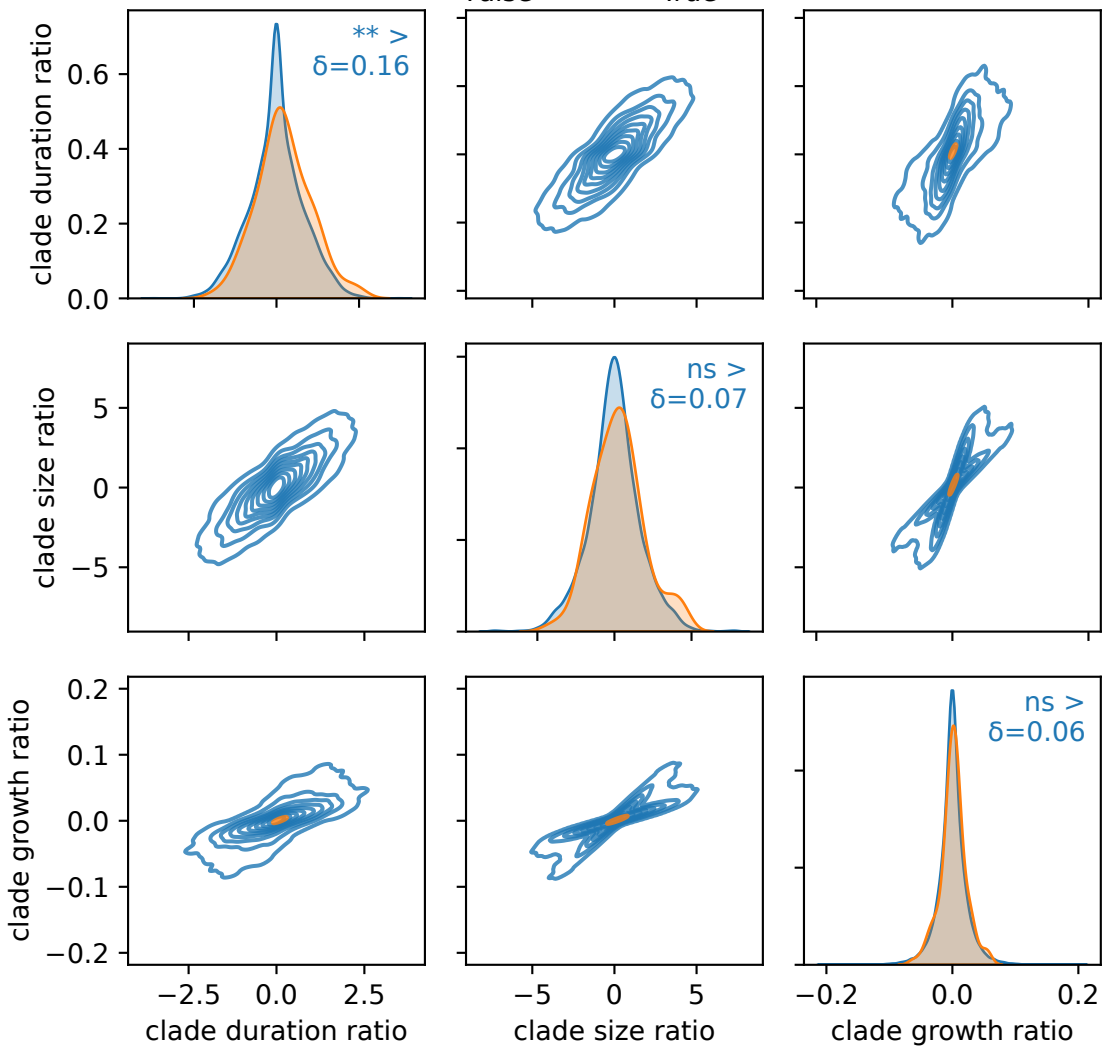 ** >
δ=0.16
clade duration ratio
0.6
0.4
0.2
0.0
ns >
δ=0.07
clade size ratio
5
0
−5
ns >
δ=0.06
clade growth ratio
0.2
0.1
0.0
−0.1
−0.2
−2.5 0.0 2.5
−5 0 5
−0.2 0.0 0.2
clade duration ratio
clade size ratio
clade growth ratio